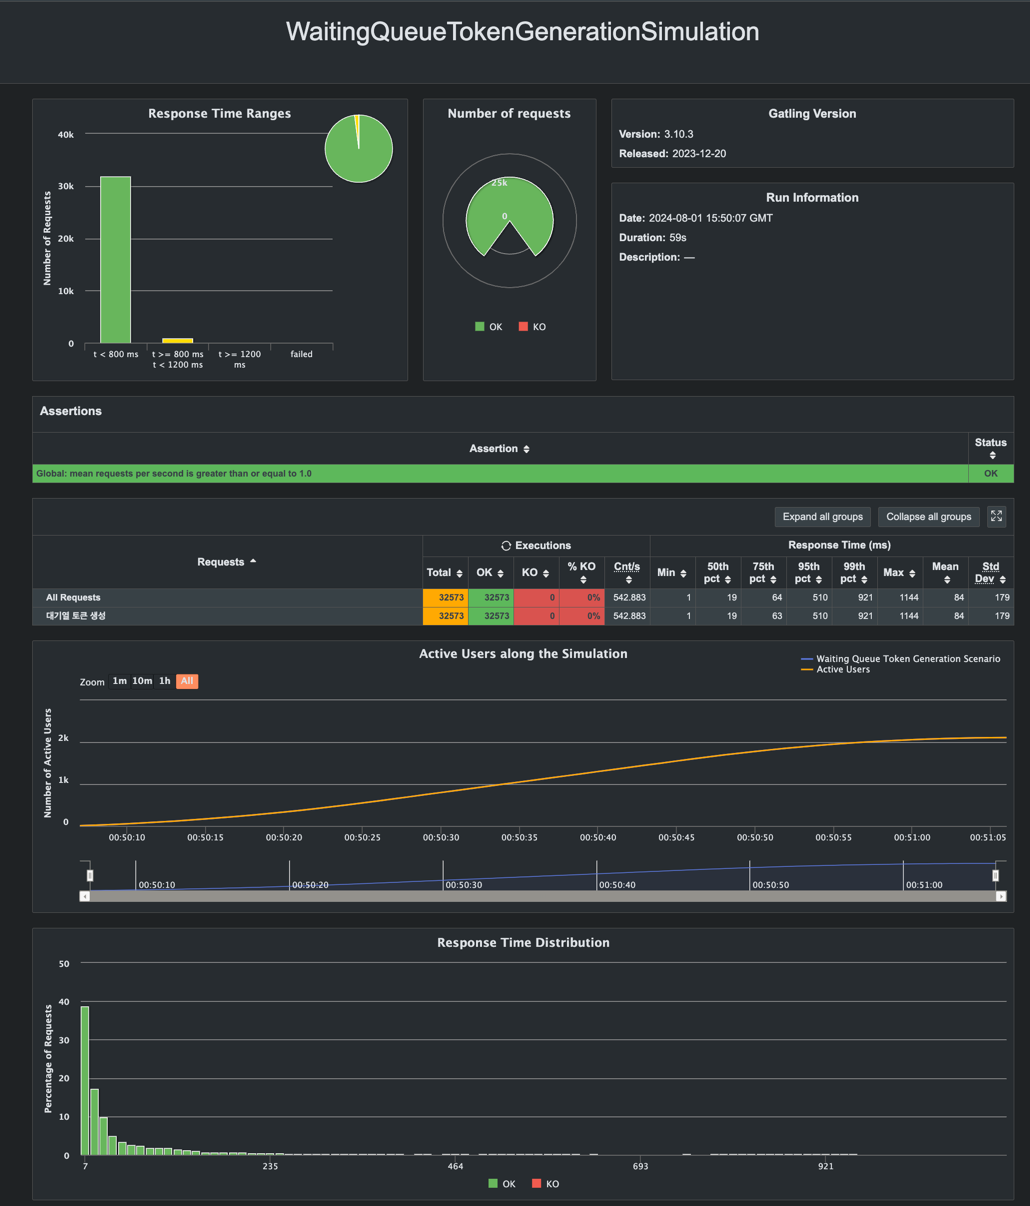 WaitingQueueTokenGenerationSimulation
Response Time Ranges
Number of Requests
40k
30k
20k
10k
0
t < 800 ms
t >= 800 ms
t < 1200 ms
t >= 1200
ms
failed
Number of requests
25k
0
OK KO
Gatling Version
Version: 3.10.3
Released: 2023-12-20
Run Information
Date: 2024-08-01 15:50:07 GMT
Duration: 59s
Description: —
Assertions
Assertion Status
Global: mean requests per second is greater than or equal to 1.0 OK
Expand all groups Collapse all groups
Requests Executions Response Time (ms)
Total OK KO % KO Cnt/s Min 50th pct 75th pct 95th pct 99th pct Max Mean Std Dev
All Requests 32573 32573 0 0% 542.883 1 19 64 510 921 1144 84 179
대기열 토큰 생성 32573 32573 0 0% 542.883 1 19 63 510 921 1144 84 179
Active Users along the Simulation
Waiting Queue Token Generation Scenario
Active Users
Zoom 1m 10m 1h All
Number of Active Users
2k
1k
0
00:50:10 00:50:15 00:50:20 00:50:25 00:50:30 00:50:35 00:50:40 00:50:45 00:50:50 00:50:55 00:51:00 00:51:05
00:50:10 00:50:20 00:50:30 00:50:40 00:50:50 00:51:00
Response Time Distribution
Percentage of Requests
50
40
30
20
10
0
7 235 464 693 921
OK KO